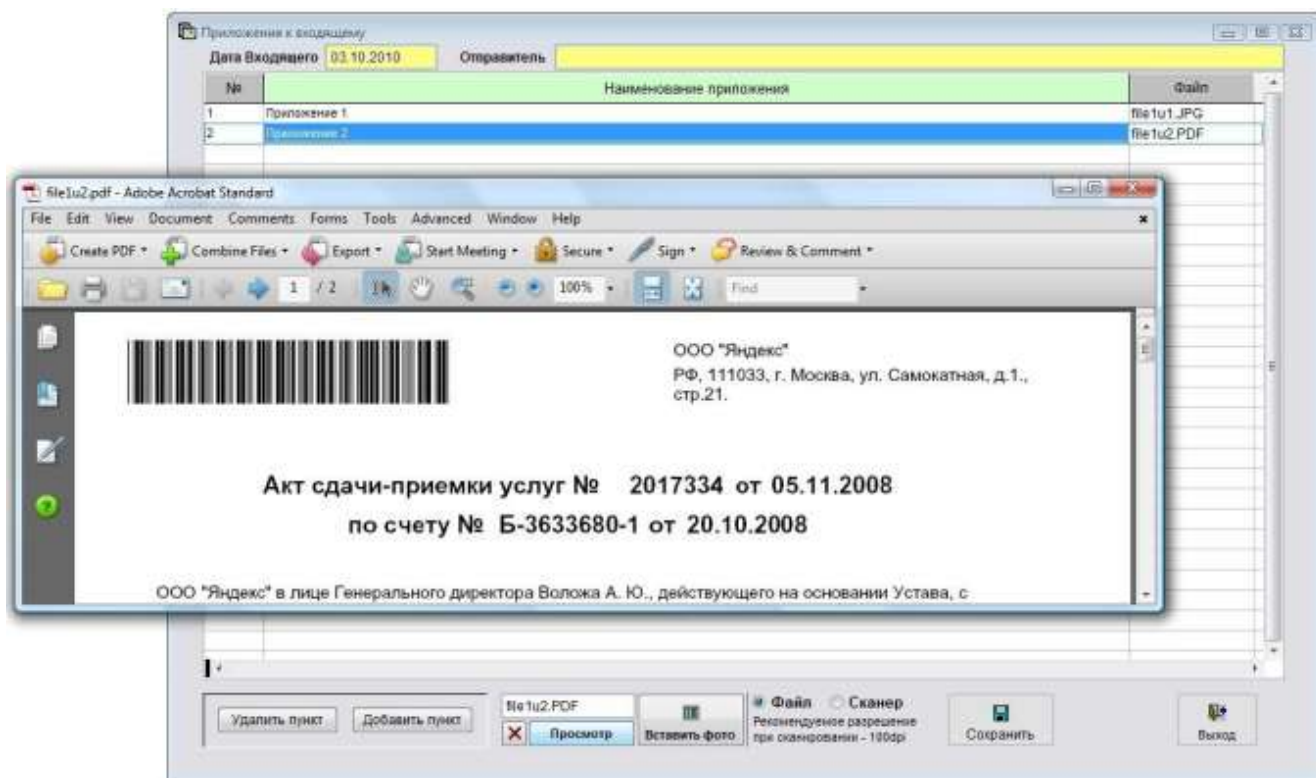 Приложения к входящему
Дата Входящего 03.10.2010 Отправитель
№ Наименование приложения Файл
1 Приложение 1 file1u1.JPG
2 Приложение 2 file1u2.PDF
file1u2.pdf - Adobe Acrobat Standard
File Edit View Document Comments Forms Tools Advanced Window Help
Create PDF Combine Files Export Start Meeting Secure Sign Review & Comment
1 / 2 100% Find
ООО "Яндекс"
РФ, 111033, г. Москва, ул. Самокатная, д.1.,
стр.21.
Акт сдачи-приемки услуг № 2017334 от 05.11.2008
по счету № Б-3633680-1 от 20.10.2008
ООО "Яндекс" в лице Генерального директора Воложа А. Ю., действующего на основании Устава, с
Удалить пункт Добавить пункт
file1u2.PDF
Просмотр
Вставить фото
Файл Сканер
Рекомендуемое разрешение
при сканировании - 100dpi
Сохранить
Выход